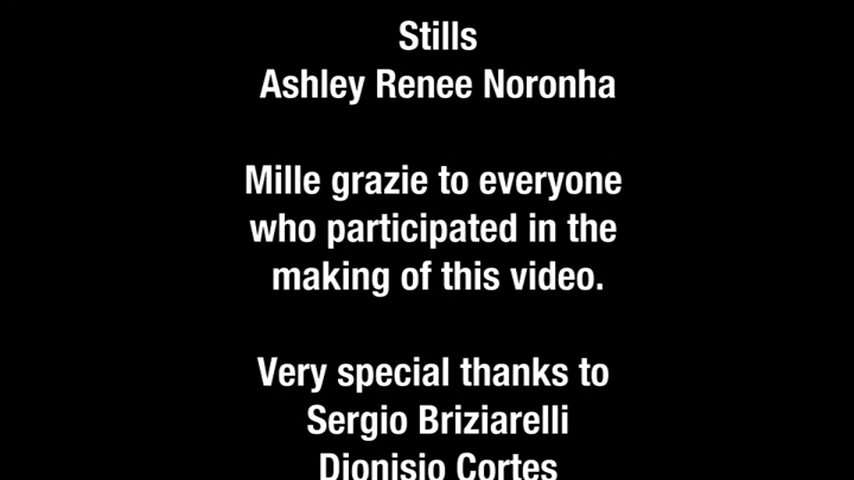 Stills
Ashley Renee Noronha
Mille grazie to everyone
who participated in the
making of this video.
Very special thanks to
Sergio Briziarelli
Dionisio Cortes